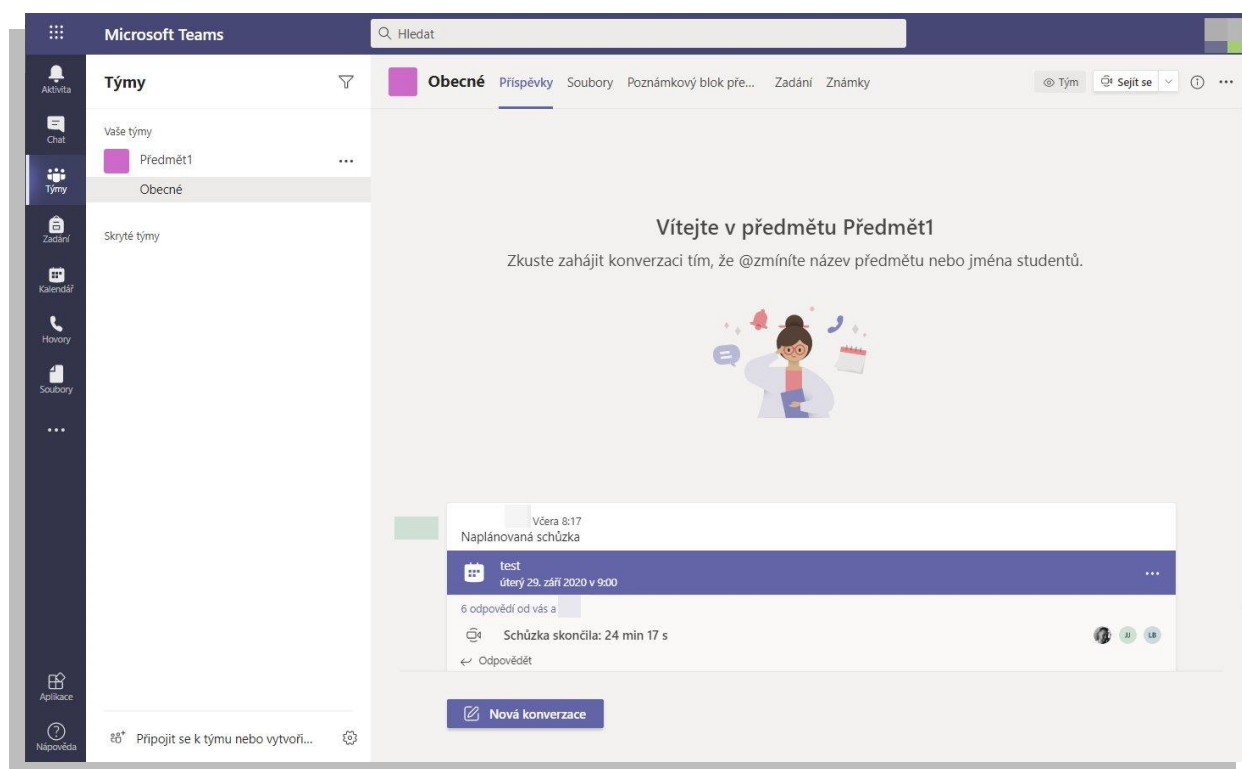 Microsoft Teams
Hledat
Aktivita
Chat
Týmy
Zadání
Kalendář
Hovory
Soubory
Aplikace
Nápověda
Týmy
Vaše týmy
Předmět1
Obecné
Skryté týmy
Připojit se k týmu nebo vytvoři...
Obecné Příspěvky Soubory Poznámkový blok pře... Zadání Známky
Tým Sejít se
Vítejte v předmětu Předmět1
Zkuste zahájit konverzaci tím, že @zmíníte název předmětu nebo jména studentů.
Včera 8:17
Naplánovaná schůzka
test
úterý 29. září 2020 v 9:00
6 odpovědí od vás a
Schůzka skončila: 24 min 17 s
JJ LB
Odpovědět
Nová konverzace